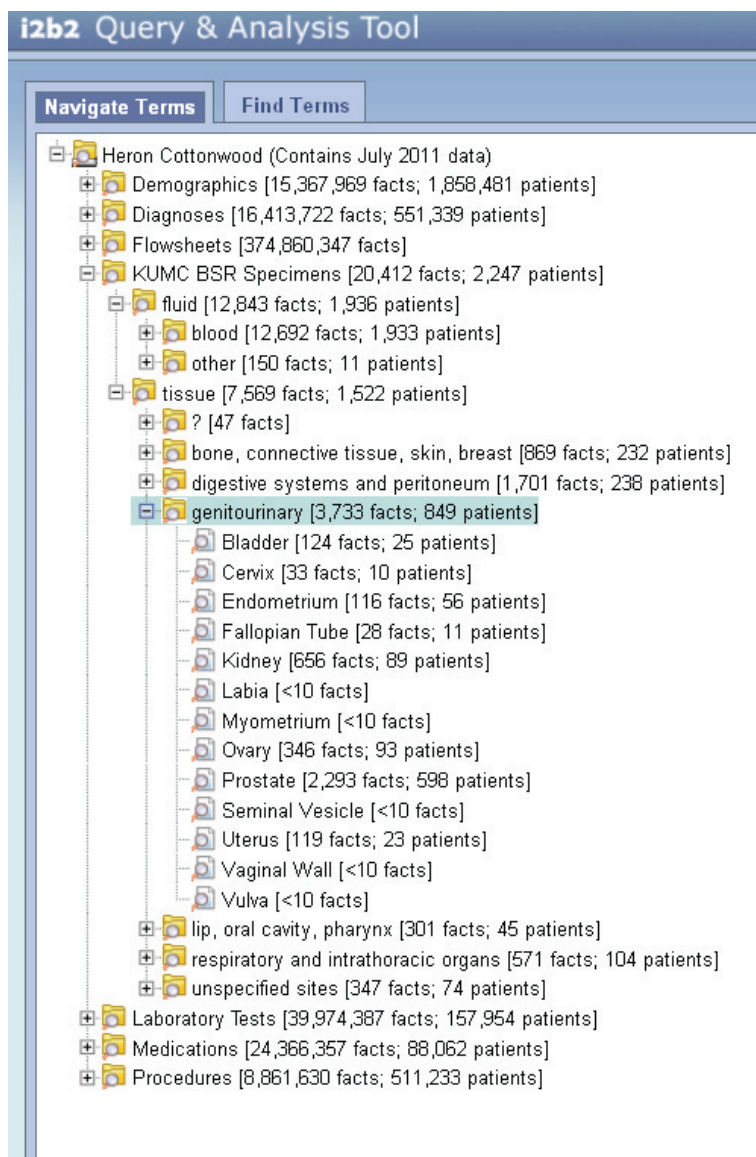 i2b2 Query & Analysis Tool
Navigate Terms
Find Terms
Heron Cottonwood (Contains July 2011 data)
Demographics [15,367,969 facts; 1,858,481 patients]
Diagnoses [16,413,722 facts; 551,339 patients]
Flowsheets [374,860,347 facts]
KUMC BSR Specimens [20,412 facts; 2,247 patients]
fluid [12,843 facts; 1,936 patients]
blood [12,692 facts; 1,933 patients]
other [150 facts; 11 patients]
tissue [7,569 facts; 1,522 patients]
? [47 facts]
bone, connective tissue, skin, breast [869 facts; 232 patients]
digestive systems and peritoneum [1,701 facts; 238 patients]
genitourinary [3,733 facts; 849 patients]
Bladder [124 facts; 25 patients]
Cervix [33 facts; 10 patients]
Endometrium [116 facts; 56 patients]
Fallopian Tube [28 facts; 11 patients]
Kidney [656 facts; 89 patients]
Labia [<10 facts]
Myometrium [<10 facts]
Ovary [346 facts; 93 patients]
Prostate [2,293 facts; 598 patients]
Seminal Vesicle [<10 facts]
Uterus [119 facts; 23 patients]
Vaginal Wall [<10 facts]
Vulva [<10 facts]
lip, oral cavity, pharynx [301 facts; 45 patients]
respiratory and intrathoracic organs [571 facts; 104 patients]
unspecified sites [347 facts; 74 patients]
Laboratory Tests [39,974,387 facts; 157,954 patients]
Medications [24,366,357 facts; 88,062 patients]
Procedures [8,861,630 facts; 511,233 patients]